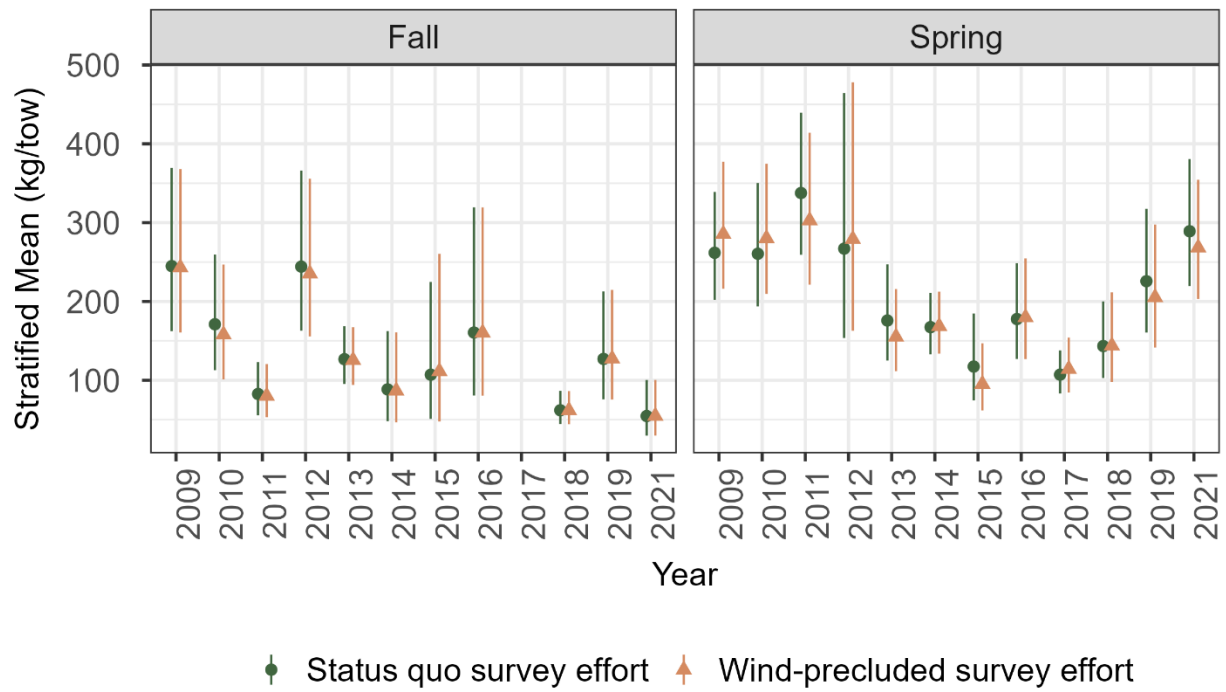 Fall Spring
Stratified Mean (kg/tow)
500
400
300
200
100
2009 2010 2011 2012 2013 2014 2015 2016 2017 2018 2019 2021 2009 2010 2011 2012 2013 2014 2015 2016 2017 2018 2019 2021
Year
Status quo survey effort Wind-precluded survey effort